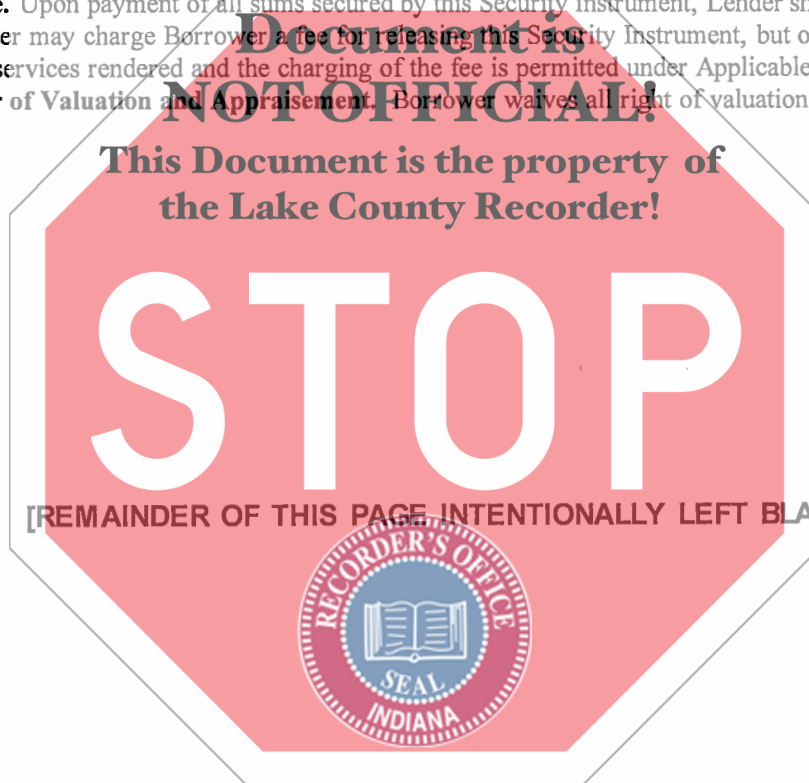 e. Upon payment of all sums secured by this Security Instrument, Lender sh
er may charge Borrower a fee for releasing this Security Instrument, but o
services rendered and the charging of the fee is permitted under Applicable
r of Valuation and Appraisement. Borrower waives all right of valuation
Document is
NOT OFFICIAL!
This Document is the property of
the Lake County Recorder!
STOP
[REMAINDER OF THIS PAGE INTENTIONALLY LEFT BLA
RECORDER'S OFFICE
SEAL
INDIANA